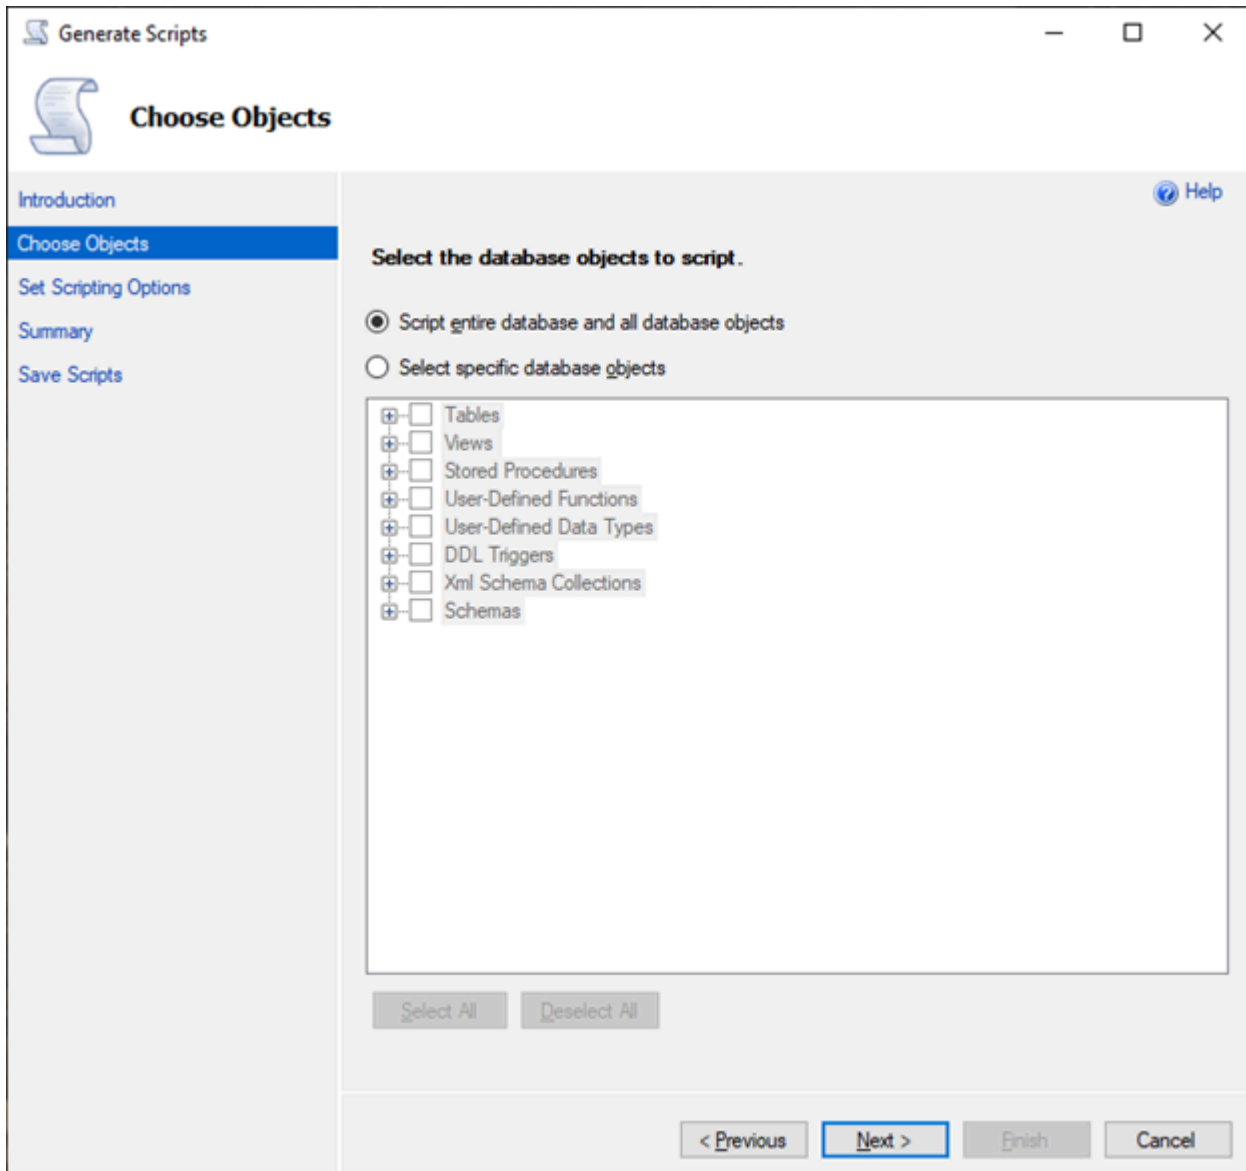 Generate Scripts
Choose Objects
Introduction
Choose Objects
Set Scripting Options
Summary
Save Scripts
Help
Select the database objects to script.
Script entire database and all database objects
Select specific database objects
Tables
Views
Stored Procedures
User-Defined Functions
User-Defined Data Types
DDL Triggers
Xml Schema Collections
Schemas
Select All
Deselect All
< Previous
Next >
Finish
Cancel